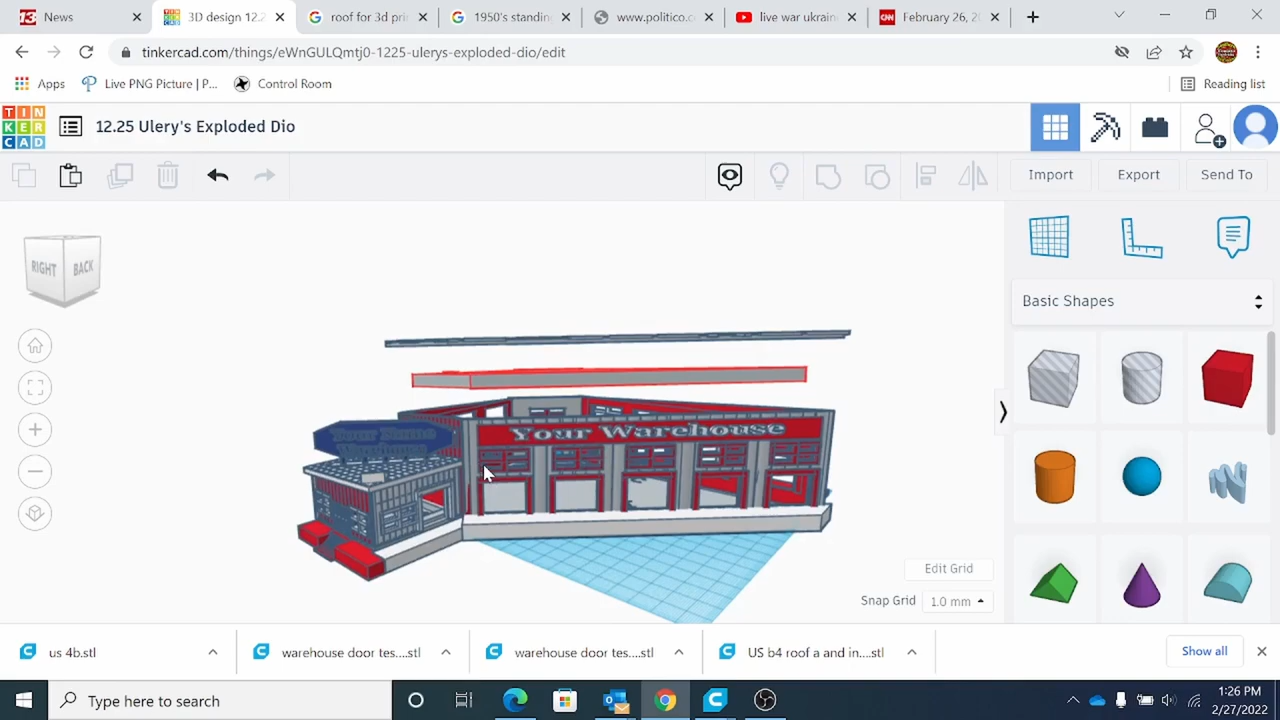 News
3D design 12.2
roof for 3d pri
1950's standin
www.politico.c
live war ukrain
February 26, 2
tinkercad.com/things/eWnGULQmtj0-1225-ulerys-exploded-dio/edit
Apps
Live PNG Picture | P...
Control Room
Reading list
TIN
KER
CAD
12.25 Ulery's Exploded Dio
Import
Export
Send To
RIGHT
BACK
Basic Shapes
Your Name
Warehouse
Your Warehouse
Edit Grid
Snap Grid
1.0 mm
us 4b.stl
warehouse door tes....stl
warehouse door tes....stl
US b4 roof a and in....stl
Show all
Type here to search
1:26 PM
2/27/2022